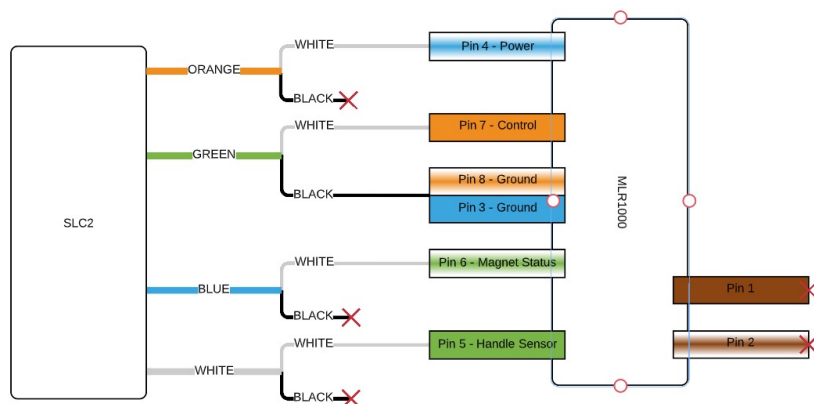 WHITE
Pin 4 - Power
ORANGE
BLACK
WHITE
Pin 7 - Control
GREEN
Pin 8 - Ground
BLACK
Pin 3 - Ground
SLC2
MLR1000
WHITE
Pin 6 - Magnet Status
BLUE
Pin 1
BLACK
WHITE
Pin 5 - Handle Sensor
Pin 2
WHITE
BLACK